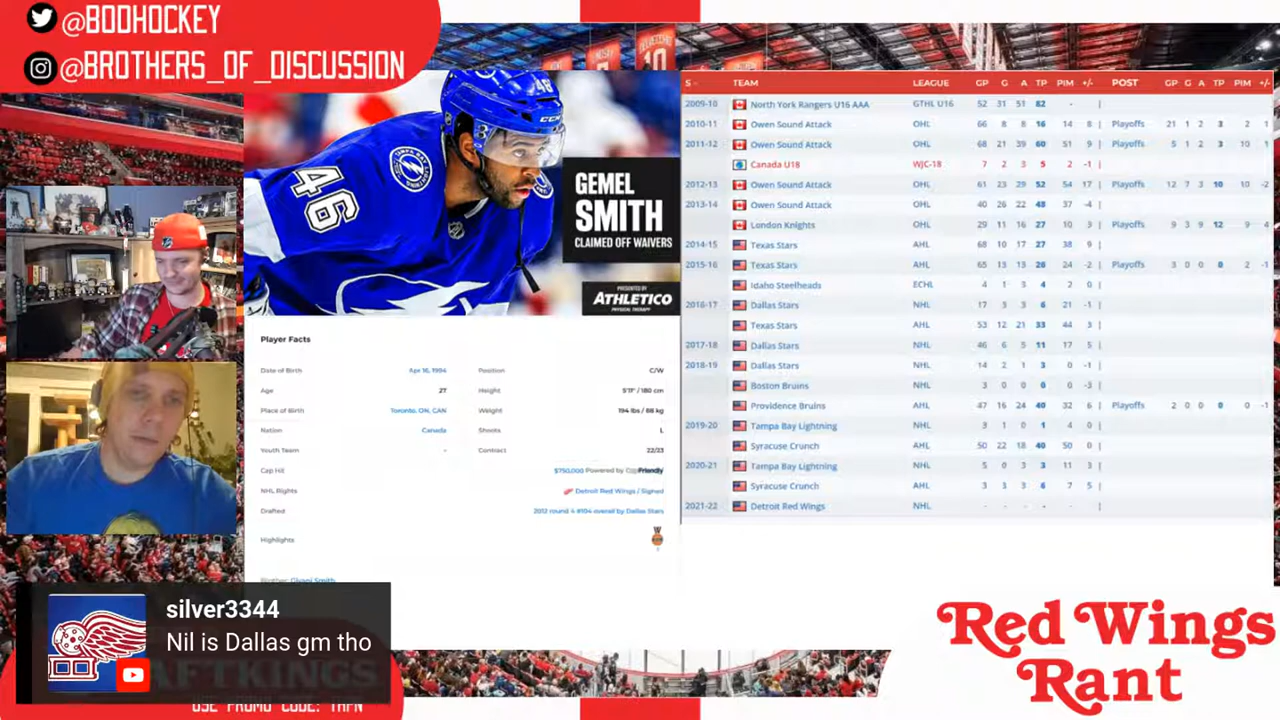 @BODHOCKEY
@BROTHERS_OF_DISCUSSION
46
46
CCM
GEMEL
SMITH
CLAIMED OFF WAIVERS
PRESENTED BY
ATHLETICO
PHYSICAL THERAPY
Player Facts
Date of Birth Apr 16, 1994 Position C/W
Age 27 Height 5'11" / 180 cm
Place of Birth Toronto, ON, CAN Weight 194 lbs / 88 kg
Nation Canada Shoots L
Youth Team - Contract 22/23
Cap Hit $750,000 Powered by CapFriendly
NHL Rights Detroit Red Wings / Signed
Drafted 2012 round 4 #104 overall by Dallas Stars
Highlights
Brother: Givani Smith
S TEAM LEAGUE GP G A TP PIM +/- POST GP G A TP PIM +/-
2009-10 North York Rangers U16 AAA GTHL U16 52 31 51 82 - |
2010-11 Owen Sound Attack OHL 66 8 8 16 14 8 | Playoffs 21 1 2 3 2 1
2011-12 Owen Sound Attack OHL 68 21 39 60 51 9 | Playoffs 5 1 2 3 10 1
Canada U18 WJC-18 7 2 3 5 2 -1 |
2012-13 Owen Sound Attack OHL 61 23 29 52 54 17 | Playoffs 12 7 3 10 10 -2
2013-14 Owen Sound Attack OHL 40 26 22 48 37 -4 |
London Knights OHL 29 11 16 27 10 3 | Playoffs 9 3 9 12 9 4
2014-15 Texas Stars AHL 68 10 17 27 38 9 |
2015-16 Texas Stars AHL 65 13 13 26 24 -2 | Playoffs 3 0 0 0 2 -1
Idaho Steelheads ECHL 4 1 3 4 2 0 |
2016-17 Dallas Stars NHL 17 3 3 6 21 -1 |
Texas Stars AHL 53 12 21 33 44 3 |
2017-18 Dallas Stars NHL 46 6 5 11 17 5 |
2018-19 Dallas Stars NHL 14 2 1 3 0 -1 |
Boston Bruins NHL 3 0 0 0 0 -3 |
Providence Bruins AHL 47 16 24 40 32 6 | Playoffs 2 0 0 0 0 -1
2019-20 Tampa Bay Lightning NHL 3 1 0 1 4 0 |
Syracuse Crunch AHL 50 22 18 40 50 0 |
2020-21 Tampa Bay Lightning NHL 5 0 3 3 11 3 |
Syracuse Crunch AHL 3 3 3 6 7 5 |
2021-22 Detroit Red Wings NHL - - - - - - |
silver3344
Nil is Dallas gm tho
AFTKINGS
USE PROMO CODE: THPN
Red Wings
Rant